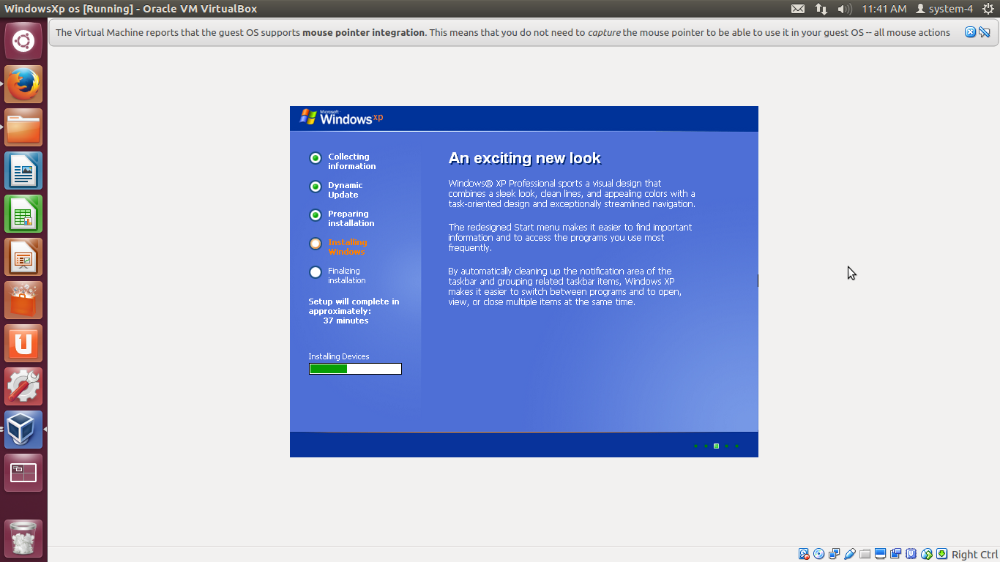 WindowsXp os [Running] - Oracle VM VirtualBox
11:41 AM system-4
The Virtual Machine reports that the guest OS supports mouse pointer integration. This means that you do not need to capture the mouse pointer to be able to use it in your guest OS -- all mouse actions
Microsoft
Windows xp
Collecting
information
Dynamic
Update
Preparing
installation
Installing
Windows
Finalizing
installation
Setup will complete in
approximately:
37 minutes
Installing Devices
An exciting new look
Windows® XP Professional sports a visual design that
combines a sleek look, clean lines, and appealing colors with a
task-oriented design and exceptionally streamlined navigation.
The redesigned Start menu makes it easier to find important
information and to access the programs you use most
frequently.
By automatically cleaning up the notification area of the
taskbar and grouping related taskbar items, Windows XP
makes it easier to switch between programs and to open,
view, or close multiple items at the same time.
Right Ctrl